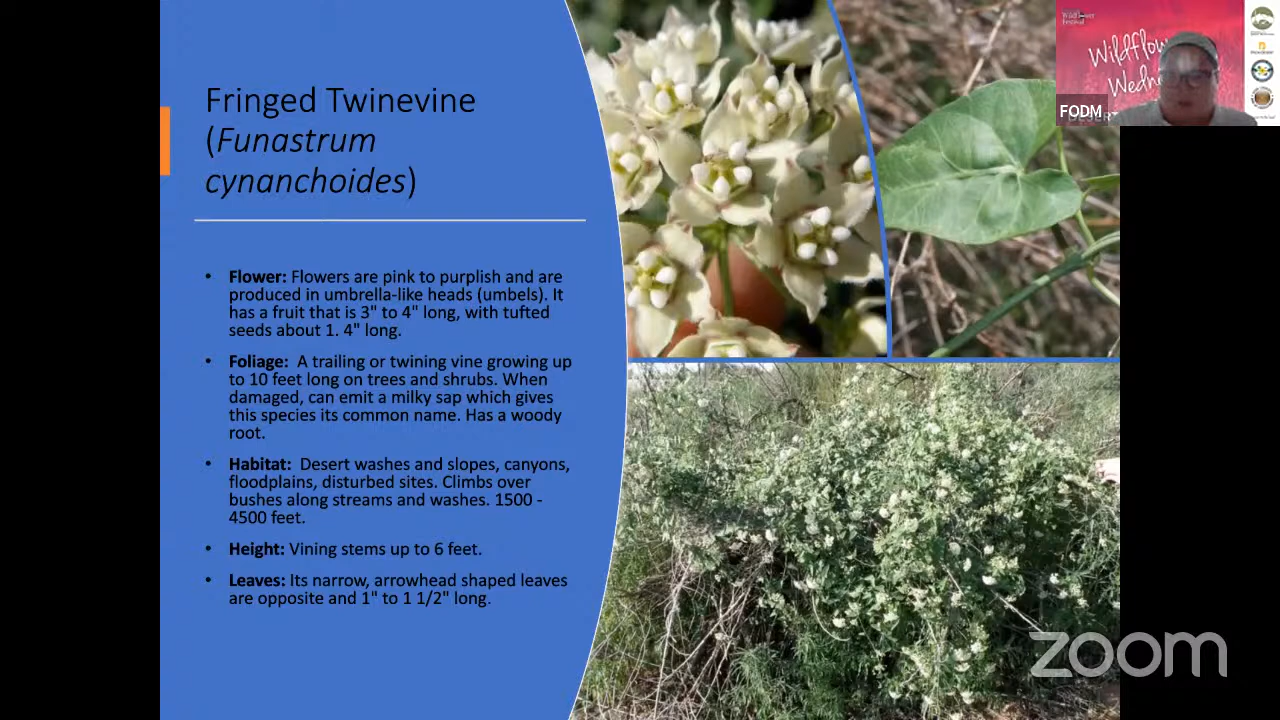 Fringed Twinevine
(Funastrum
cynanchoides)
• Flower: Flowers are pink to purplish and are
produced in umbrella-like heads (umbels). It
has a fruit that is 3" to 4" long, with tufted
seeds about 1. 4" long.
• Foliage: A trailing or twining vine growing up
to 10 feet long on trees and shrubs. When
damaged, can emit a milky sap which gives
this species its common name. Has a woody
root.
• Habitat: Desert washes and slopes, canyons,
floodplains, disturbed sites. Climbs over
bushes along streams and washes. 1500 -
4500 feet.
• Height: Vining stems up to 6 feet.
• Leaves: Its narrow, arrowhead shaped leaves
are opposite and 1" to 1 1/2" long.
Wildflower
Festival
FODM
zoom